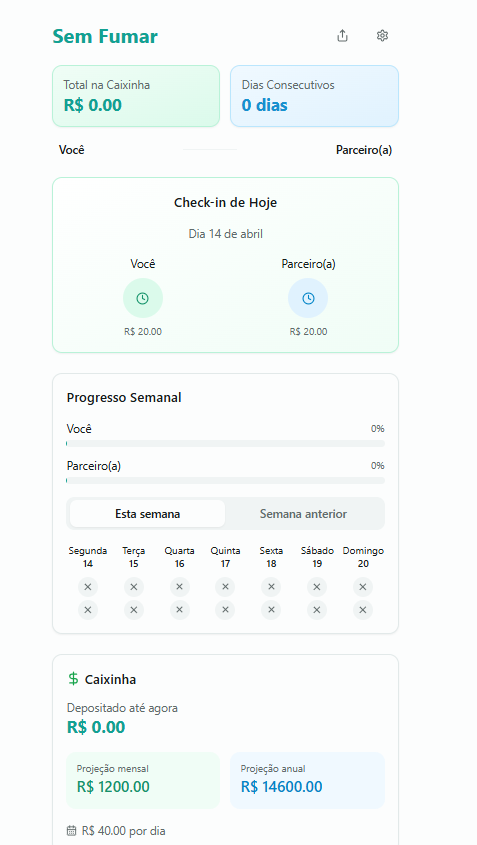 Sem Fumar
Total na Caixinha
R$ 0.00
Dias Consecutivos
0 dias
Você
Parceiro(a)
Check-in de Hoje
Dia 14 de abril
Você
Parceiro(a)
R$ 20.00
R$ 20.00
Progresso Semanal
Você 0%
Parceiro(a) 0%
Esta semana Semana anterior
Segunda Terça Quarta Quinta Sexta Sábado Domingo
14 15 16 17 18 19 20
Caixinha
Depositado até agora
R$ 0.00
Projeção mensal
R$ 1200.00
Projeção anual
R$ 14600.00
R$ 40.00 por dia